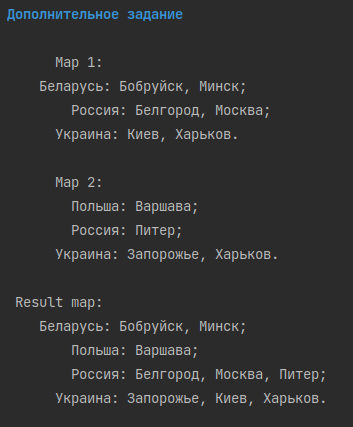 Дополнительное задание
Map 1:
Беларусь: Бобруйск, Минск;
Россия: Белгород, Москва;
Украина: Киев, Харьков.
Map 2:
Польша: Варшава;
Россия: Питер;
Украина: Запорожье, Харьков.
Result map:
Беларусь: Бобруйск, Минск;
Польша: Варшава;
Россия: Белгород, Москва, Питер;
Украина: Запорожье, Киев, Харьков.